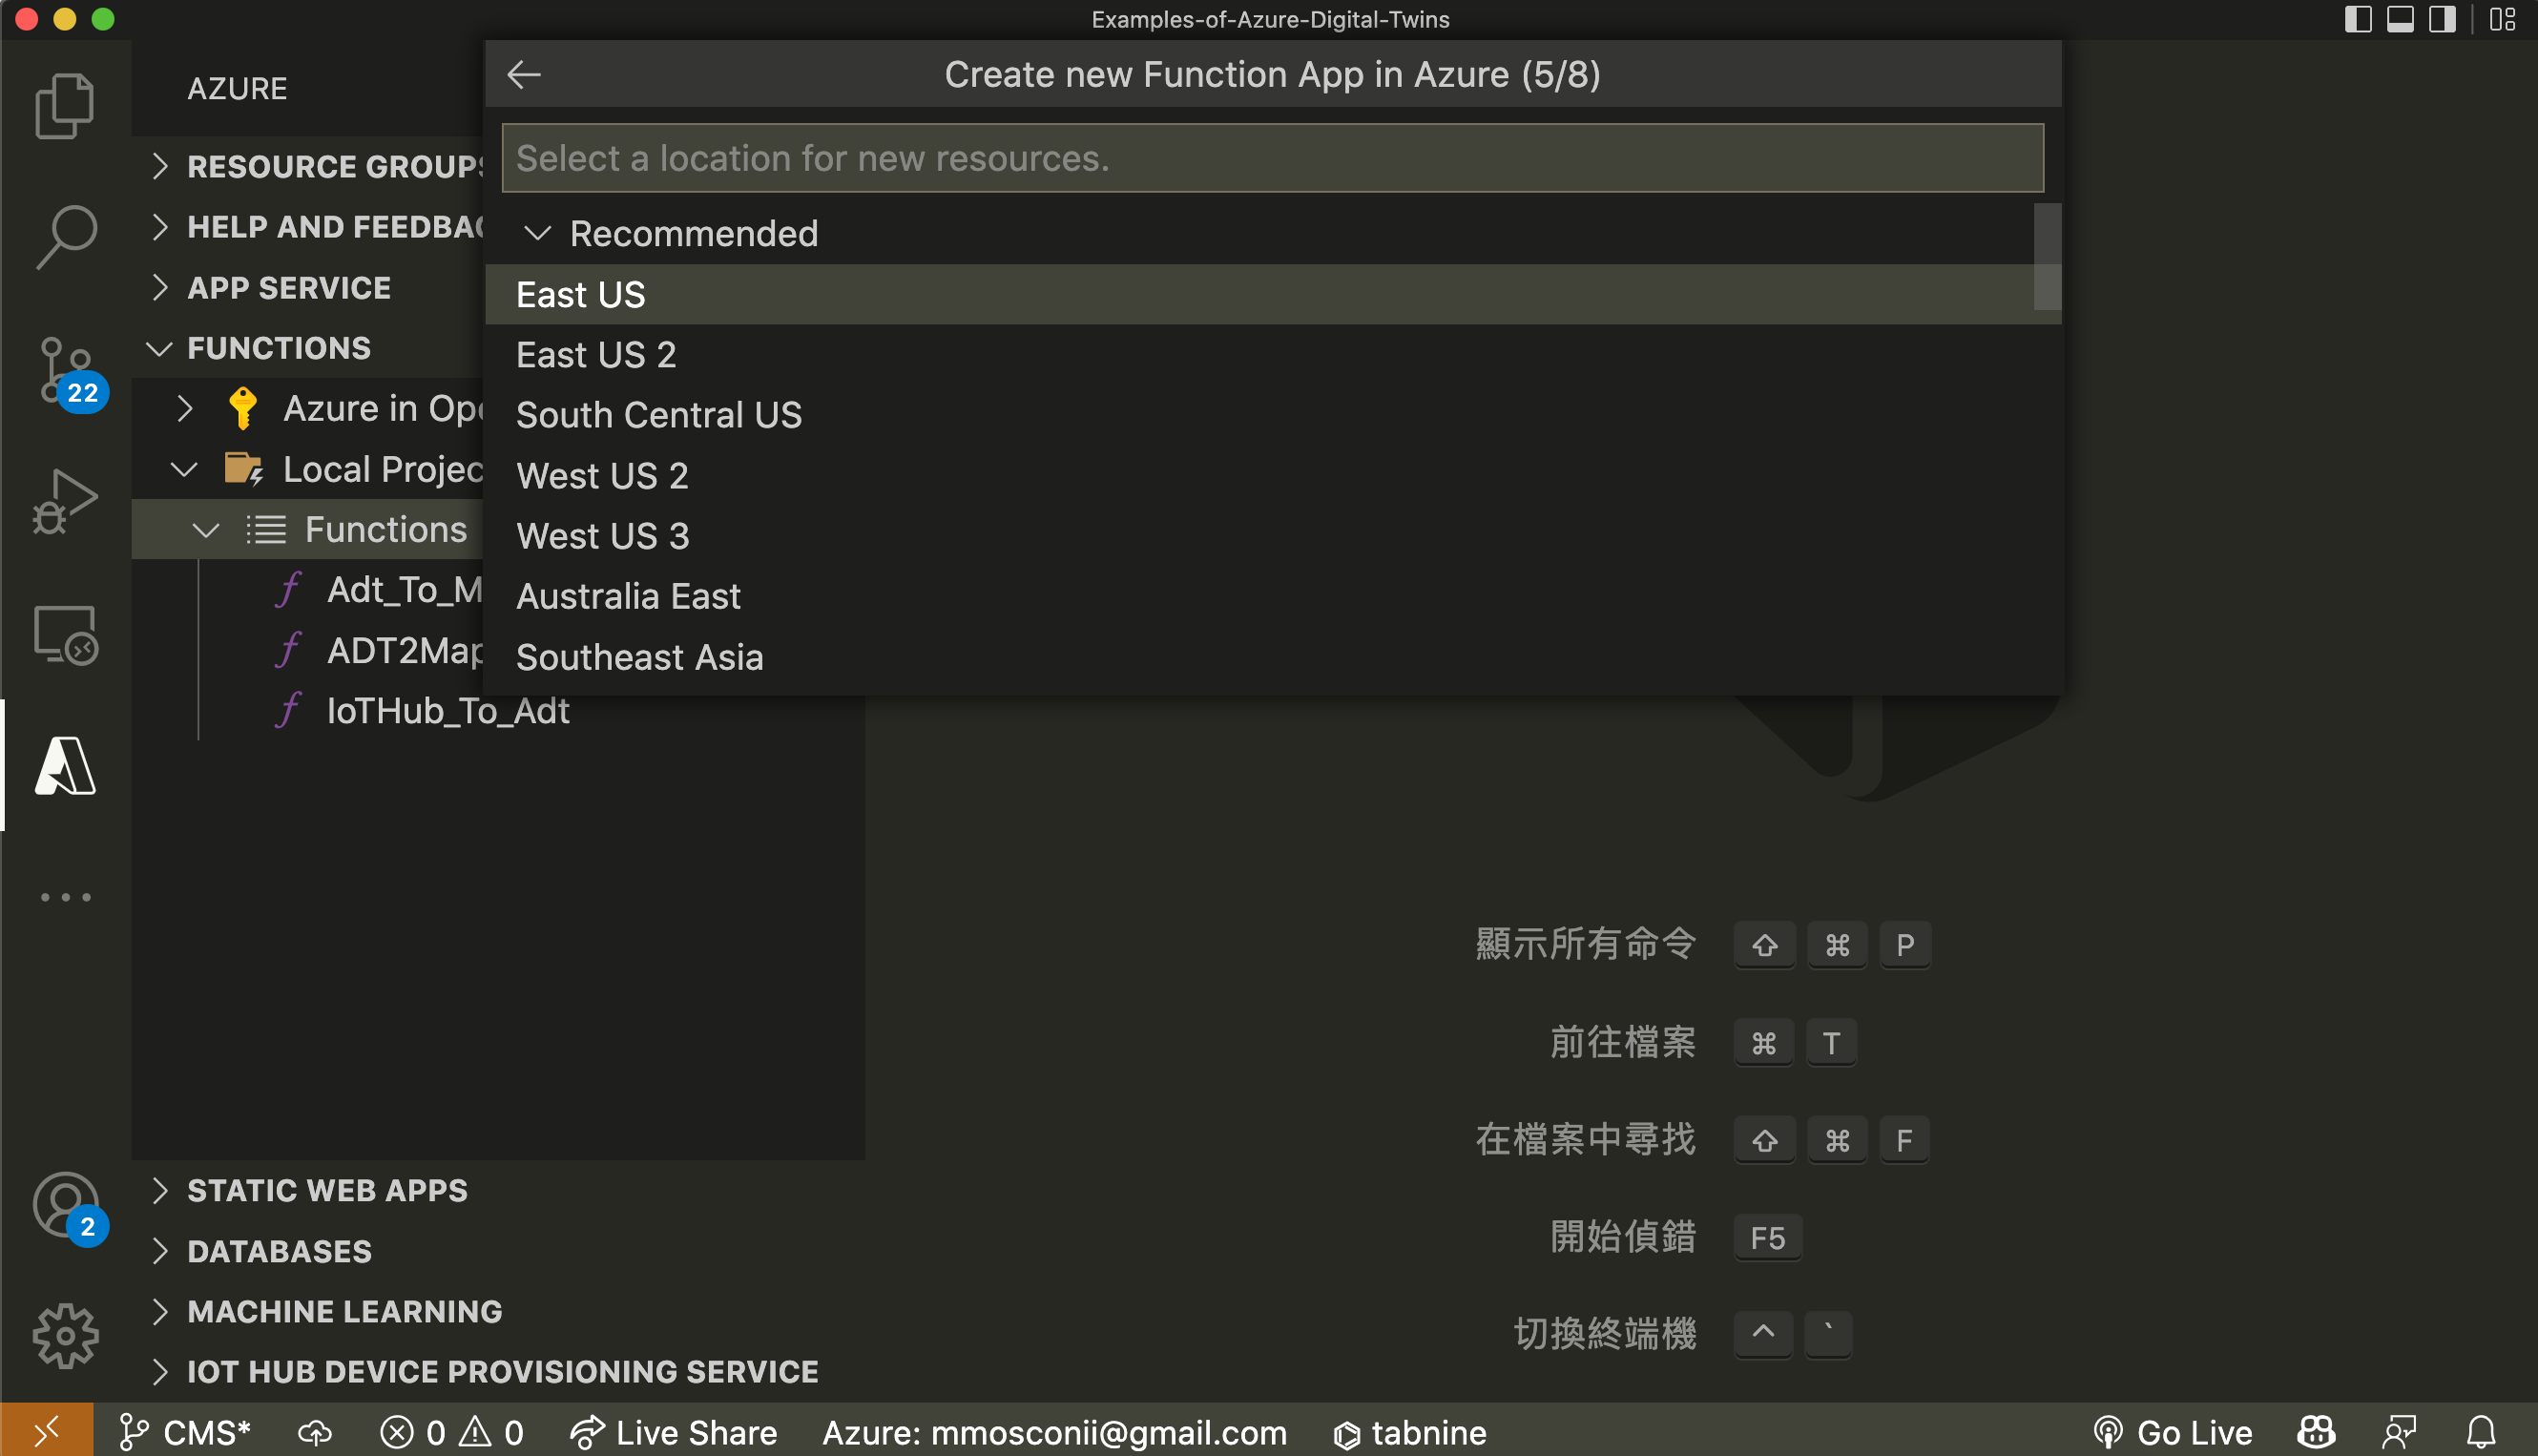 Examples-of-Azure-Digital-Twins
AZURE
Create new Function App in Azure (5/8)
Select a location for new resources.
Recommended
East US
East US 2
South Central US
West US 2
West US 3
Australia East
Southeast Asia
RESOURCE GROUPS
HELP AND FEEDBAC
APP SERVICE
FUNCTIONS
22
Azure in Ope
Local Projec
Functions
Adt_To_M
ADT2Map
IoTHub_To_Adt
顯示所有命令 ⇧ ⌘ P
前往檔案 ⌘ T
在檔案中尋找 ⇧ ⌘ F
開始偵錯 F5
切換終端機 ^ `
STATIC WEB APPS
2
DATABASES
MACHINE LEARNING
IOT HUB DEVICE PROVISIONING SERVICE
CMS* 0 0 Live Share Azure: mmosconii@gmail.com tabnine Go Live